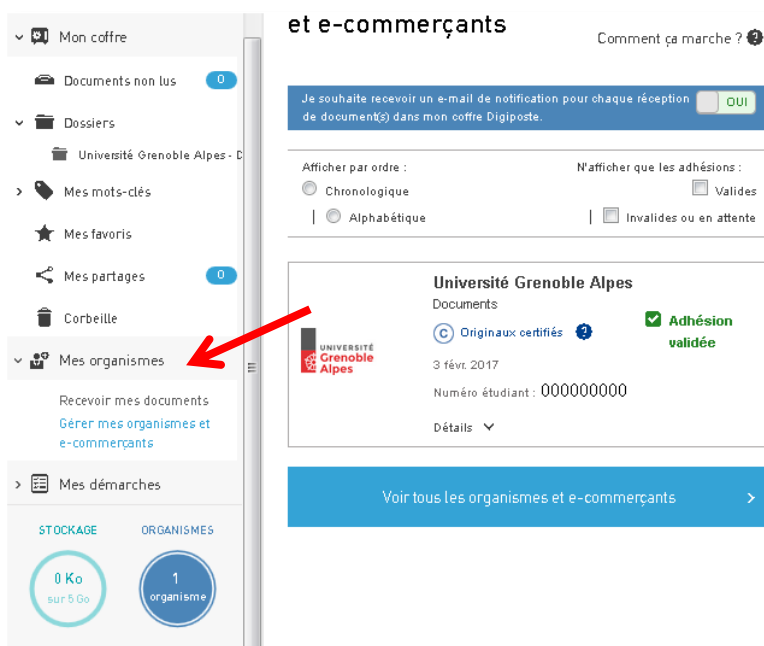 Mon coffre
Documents non lus 0
Dossiers
Université Grenoble Alpes - D
Mes mots-clés
Mes favoris
Mes partages 0
Corbeille
Mes organismes
Recevoir mes documents
Gérer mes organismes et
e-commerçants
Mes démarches
STOCKAGE ORGANISMES
0 Ko
sur 5 Go
1
organisme
et e-commerçants
Comment ça marche ? ?
Je souhaite recevoir un e-mail de notification pour chaque réception
de document(s) dans mon coffre Digiposte.
OUI
Afficher par ordre :
Chronologique
| Alphabétique
N'afficher que les adhésions :
Valides
| Invalides ou en attente
UNIVERSITÉ
Grenoble
Alpes
Université Grenoble Alpes
Documents
C Originaux certifiés ?
3 févr. 2017
Numéro étudiant : 000000000
Détails
Adhésion
validée
Voir tous les organismes et e-commerçants